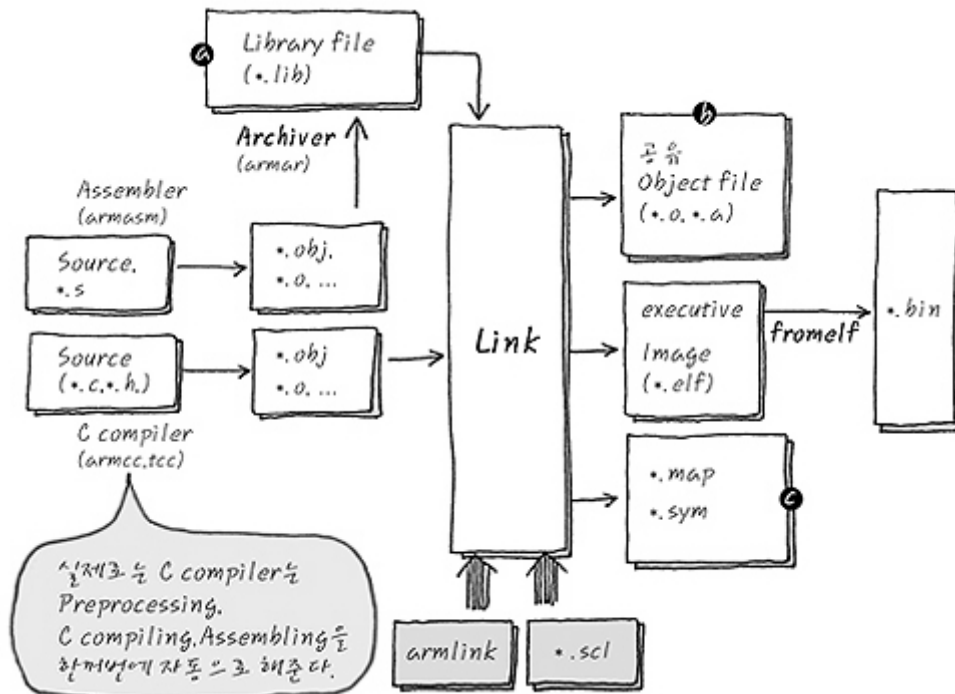 a
Library file
(*.lib)
Archiver
(armar)
Assembler
(armasm)
Source.
*.s
*.obj.
*.o. ...
Source
(*.c.*.h.)
*.obj
*.o. ...
C compiler
(armcc.tcc)
실제로는 C compiler는
Preprocessing.
C compiling.Assembling을
한꺼번에 자동으로 해준다.
Link
armlink
*.scl
b
공유
Object file
(*.o.*.a)
executive
Image
(*.elf)
fromelf
*.bin
*.map
*.sym
c